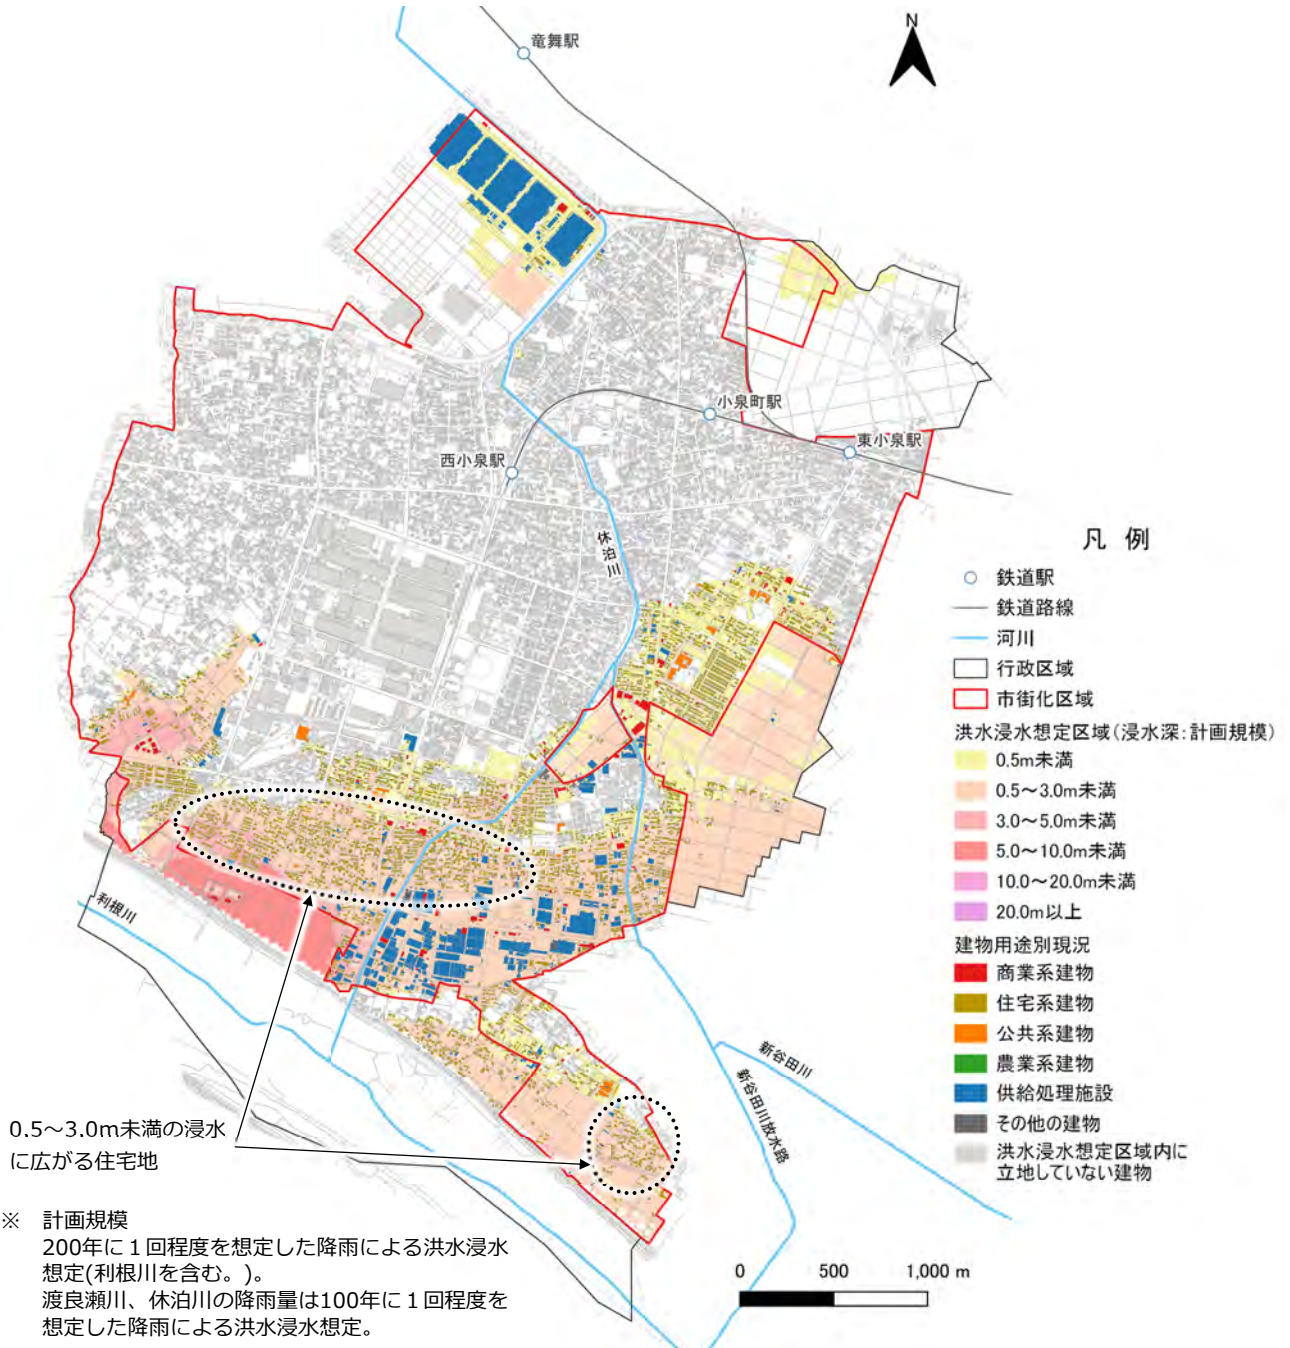 竜舞駅
N
小泉町駅
東小泉駅
西小泉駅
休泊川
凡 例
鉄道駅
鉄道路線
河川
行政区域
市街化区域
洪水浸水想定区域(浸水深:計画規模)
0.5m未満
0.5～3.0m未満
3.0～5.0m未満
5.0～10.0m未満
10.0～20.0m未満
20.0m以上
建物用途別現況
商業系建物
住宅系建物
公共系建物
農業系建物
供給処理施設
その他の建物
洪水浸水想定区域内に
立地していない建物
利根川
新谷田川
新谷田川放水路
0.5～3.0m未満の浸水
に広がる住宅地
※ 計画規模
200年に１回程度を想定した降雨による洪水浸水
想定(利根川を含む。)。
渡良瀬川、休泊川の降雨量は100年に１回程度を
想定した降雨による洪水浸水想定。
0 500 1,000 m